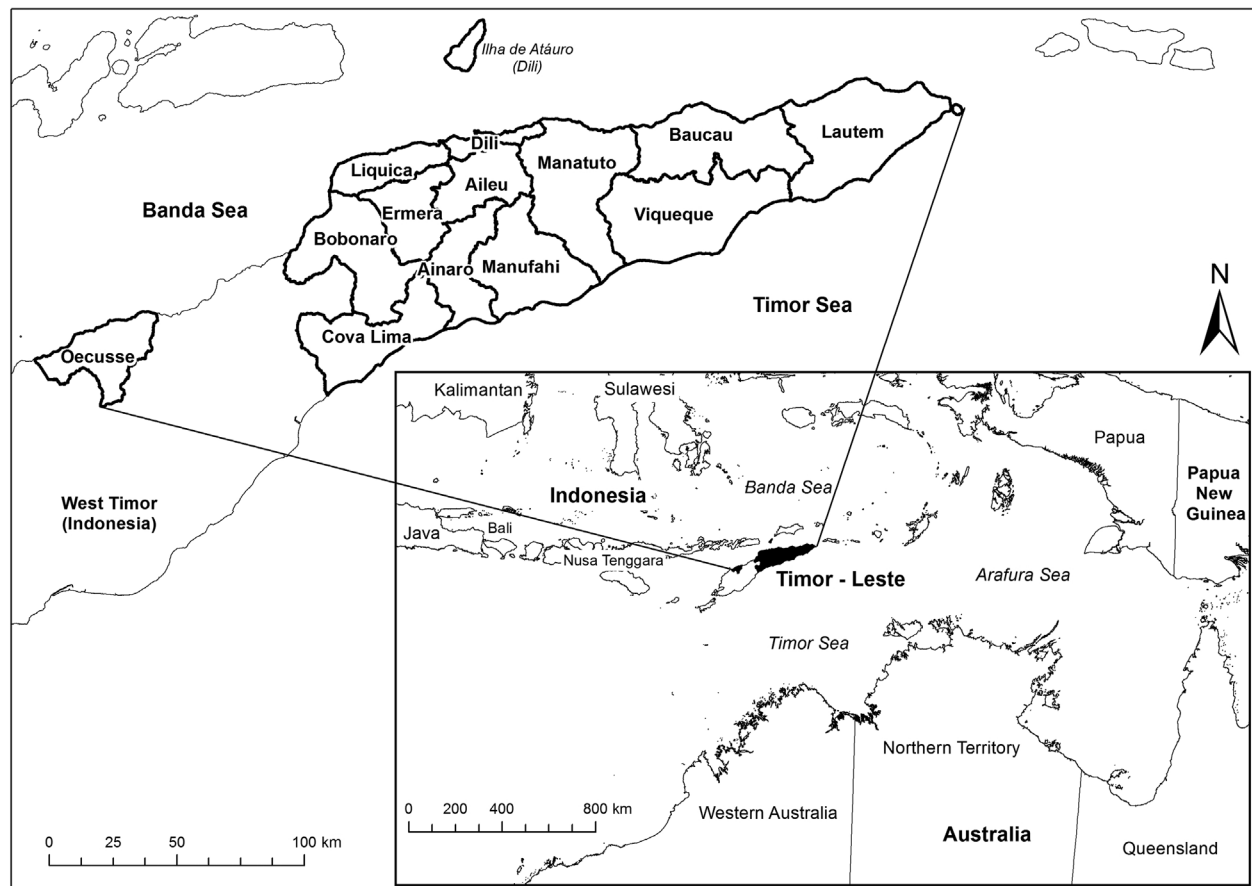 Ilha de Atáuro
(Dili)
Baucau
Lautem
Dili
Manatuto
Liquica
Aileu
Banda Sea
Ermera
Viqueque
Bobonaro
Ainaro
Manufahi
N
Timor Sea
Cova Lima
Oecusse
Kalimantan
Sulawesi
Papua
Papua
New
Guinea
Indonesia
Banda Sea
West Timor
(Indonesia)
Java
Bali
Nusa Tenggara
Timor - Leste
Arafura Sea
Timor Sea
Northern Territory
0 200 400 800 km
Western Australia
Australia
Queensland
0 25 50 100 km